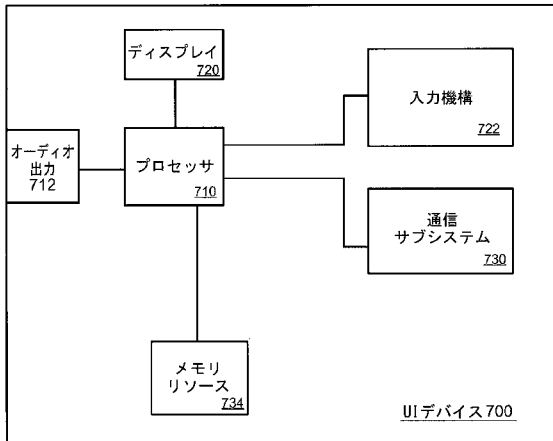 ディスプレイ
720
入力機構
722
オーディオ
出力
712
プロセッサ
710
通信
サブシステム
730
メモリ
リソース
734
UIデバイス700